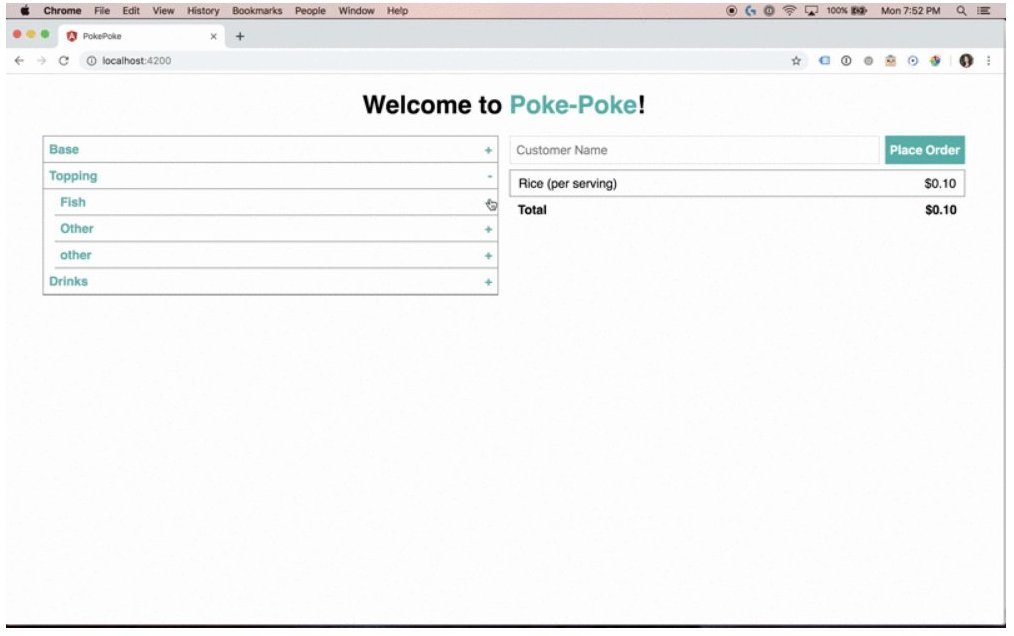 Chrome File Edit View History Bookmarks People Window Help 100% Mon 7:52 PM
PokePoke × +
localhost:4200
Welcome to Poke-Poke!
Base +
Topping -
Fish
Other +
other +
Drinks +
Customer Name Place Order
Rice (per serving) $0.10
Total $0.10